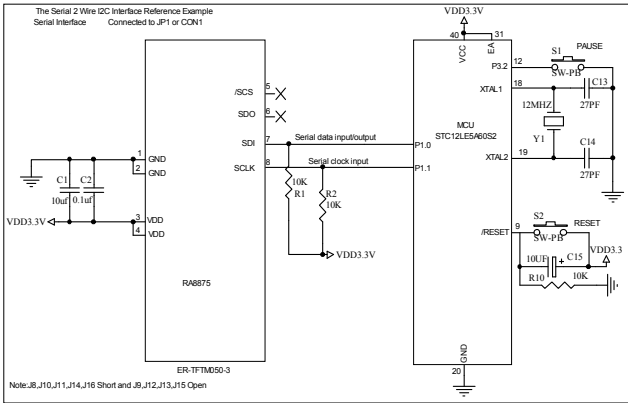 The Serial 2 Wire I2C Interface Reference Example
Serial Interface Connected to JP1 or CON1
VDD3.3V
40 31
VCC EA
S1 PAUSE
P3.2 12 SW-PB
XTAL1 18 C13
27PF
12MHZ
Y1
MCU
STC12LE5A60S2
C14
XTAL2 19
27PF
/SCS 5
SDO 6
SDI 7 Serial data input/output P1.0
SCLK 8 Serial clock input P1.1
1 GND
2 GND
C1 C2
10uf 0.1uf
10K
R1
R2
10K
VDD3.3V
3 VDD
VDD3.3V
4 VDD
S2 RESET
/RESET 9 SW-PB
VDD3.3
10UF + C15
R10 10K
RA8875
GND
20
ER-TFTM050-3
Note:J8,J10,J11,J14,J16 Short and J9,J12,J13,J15 Open